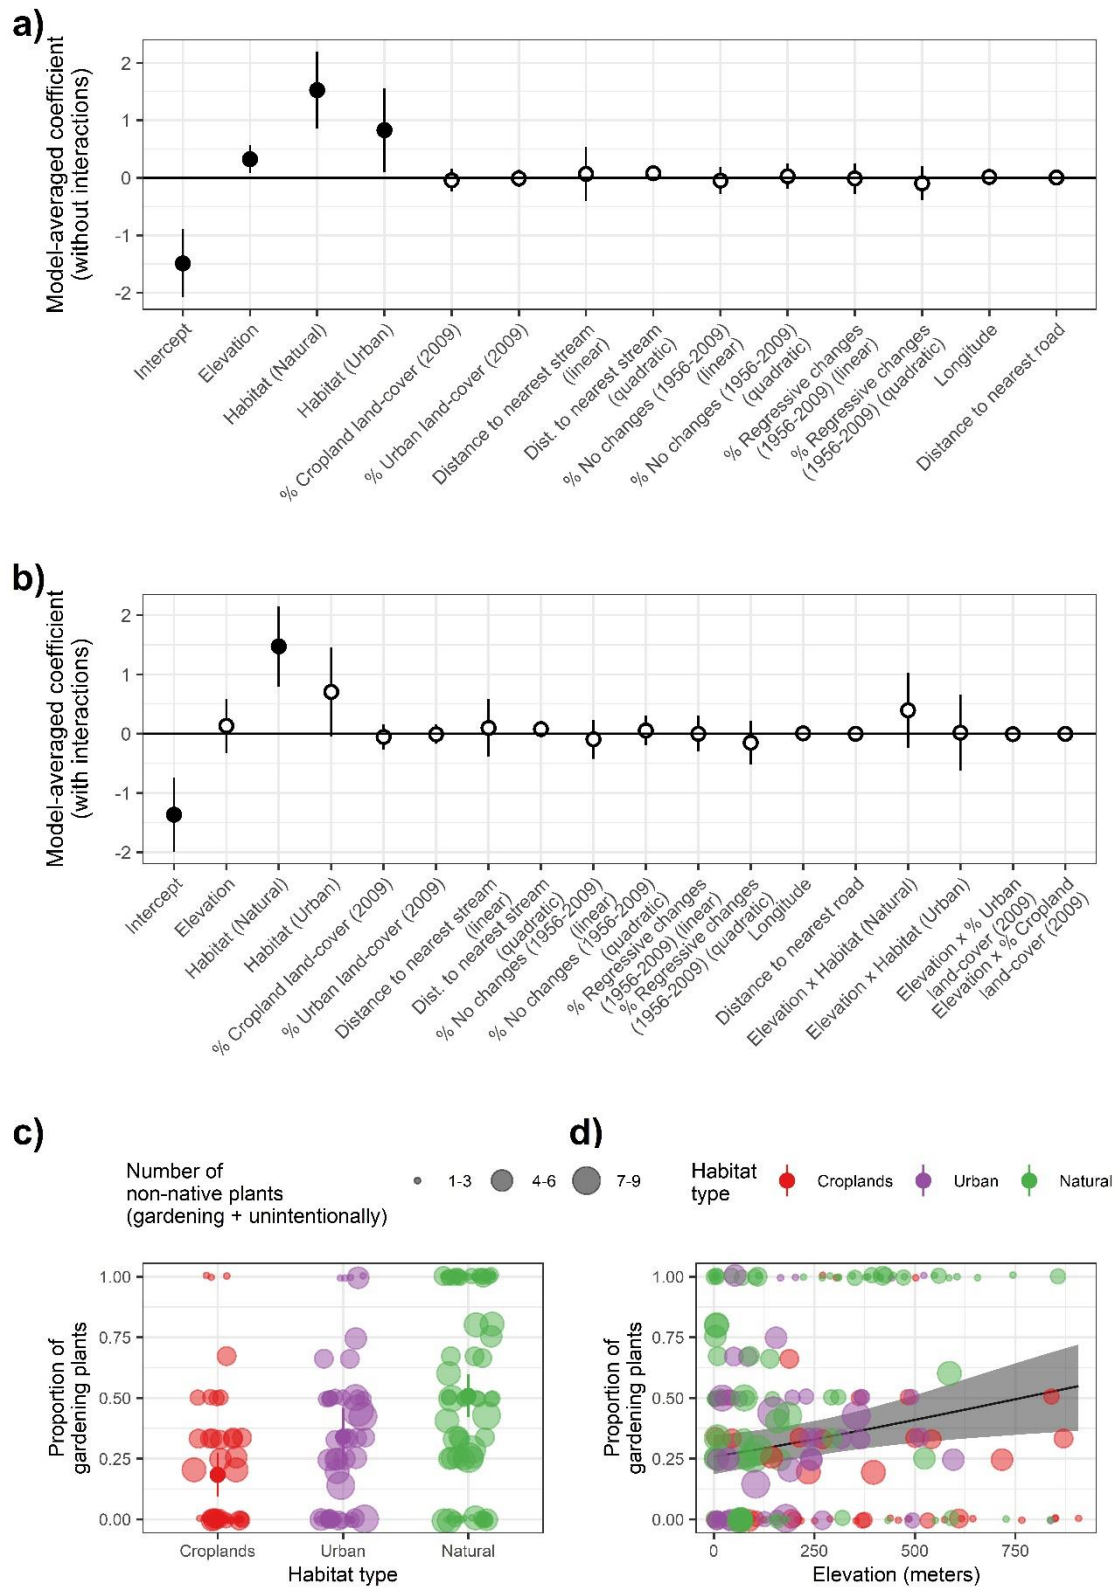 a)
Model-averaged coefficient
(without interactions)
2
1
0
-1
-2
Intercept
Elevation
Habitat (Natural)
Habitat (Urban)
% Cropland land-cover (2009)
% Urban land-cover (2009)
Distance to nearest stream
(linear)
Dist. to nearest stream
(quadratic)
% No changes (1956-2009)
(linear)
% No changes (1956-2009)
(quadratic)
% Regressive changes
(1956-2009) (linear)
% Regressive changes
(1956-2009) (quadratic)
Longitude
Distance to nearest road
b)
Model-averaged coefficient
(with interactions)
2
1
0
-1
-2
Intercept
Elevation
Habitat (Natural)
Habitat (Urban)
% Cropland land-cover (2009)
% Urban land-cover (2009)
Distance to nearest stream
(linear)
Dist. to nearest stream
(quadratic)
% No changes (1956-2009)
(linear)
% No changes (1956-2009)
(quadratic)
% Regressive changes
(1956-2009) (linear)
% Regressive changes
(1956-2009) (quadratic)
Longitude
Distance to nearest road
Elevation x Habitat (Natural)
Elevation x Habitat (Urban)
Elevation x % Urban
land-cover (2009)
Elevation x % Cropland
land-cover (2009)
c)
Number of
non-native plants
(gardening + unintentionally)
1-3
4-6
7-9
Proportion of
gardening plants
1.00
0.75
0.50
0.25
0.00
Croplands
Urban
Natural
Habitat type
d)
Habitat
type
Croplands
Urban
Natural
Proportion of
gardening plants
1.00
0.75
0.50
0.25
0.00
0
250
500
750
Elevation (meters)